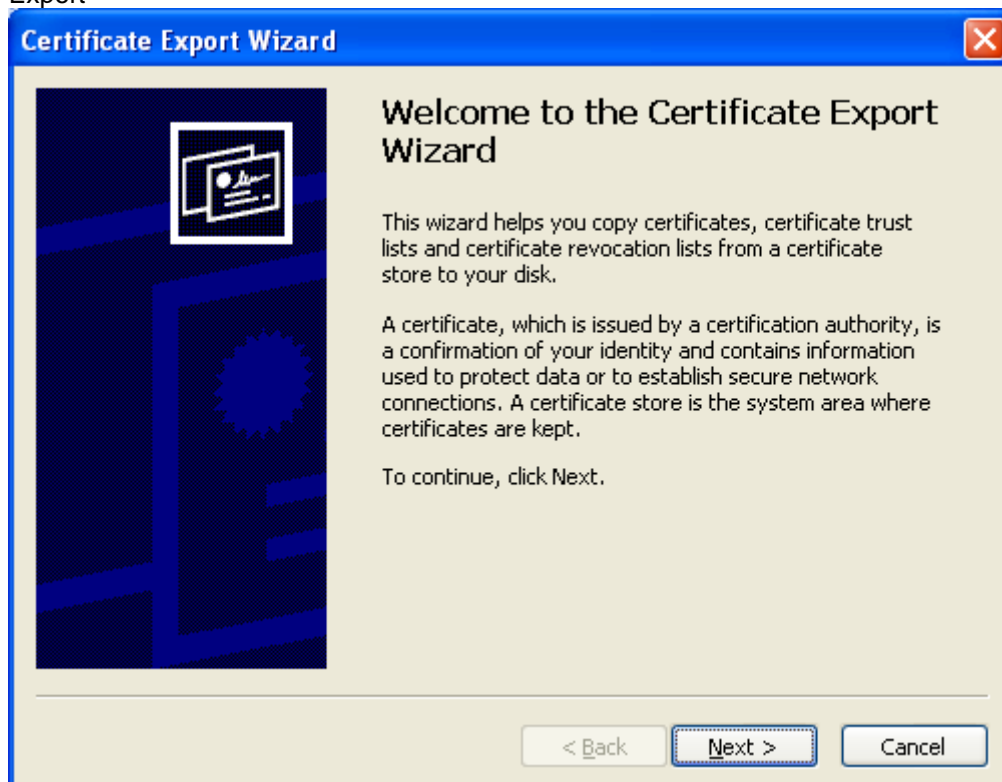 Export
Certificate Export Wizard
Welcome to the Certificate Export
Wizard
This wizard helps you copy certificates, certificate trust
lists and certificate revocation lists from a certificate
store to your disk.
A certificate, which is issued by a certification authority, is
a confirmation of your identity and contains information
used to protect data or to establish secure network
connections. A certificate store is the system area where
certificates are kept.
To continue, click Next.
< Back Next > Cancel